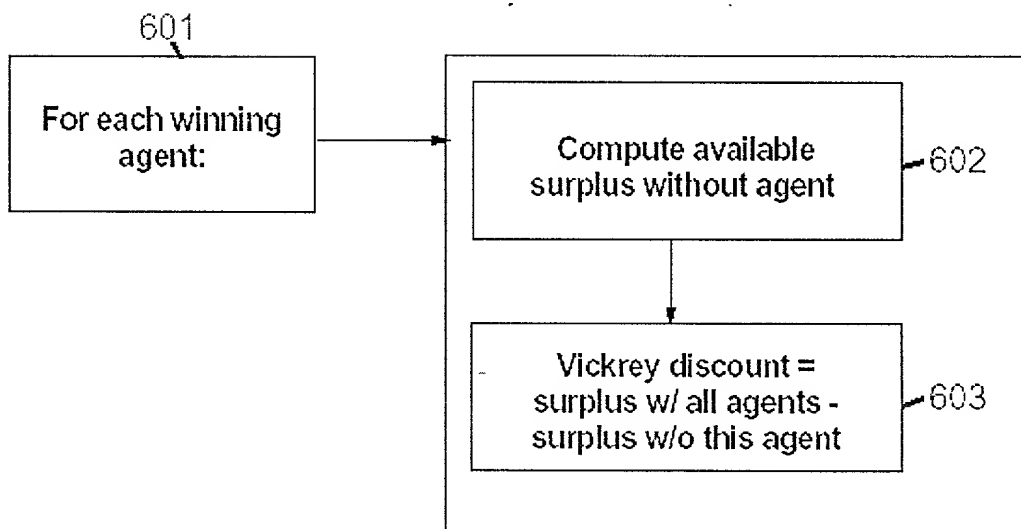 601
For each winning
agent:
Compute available
surplus without agent
602
Vickrey discount =
surplus w/ all agents -
surplus w/o this agent
603